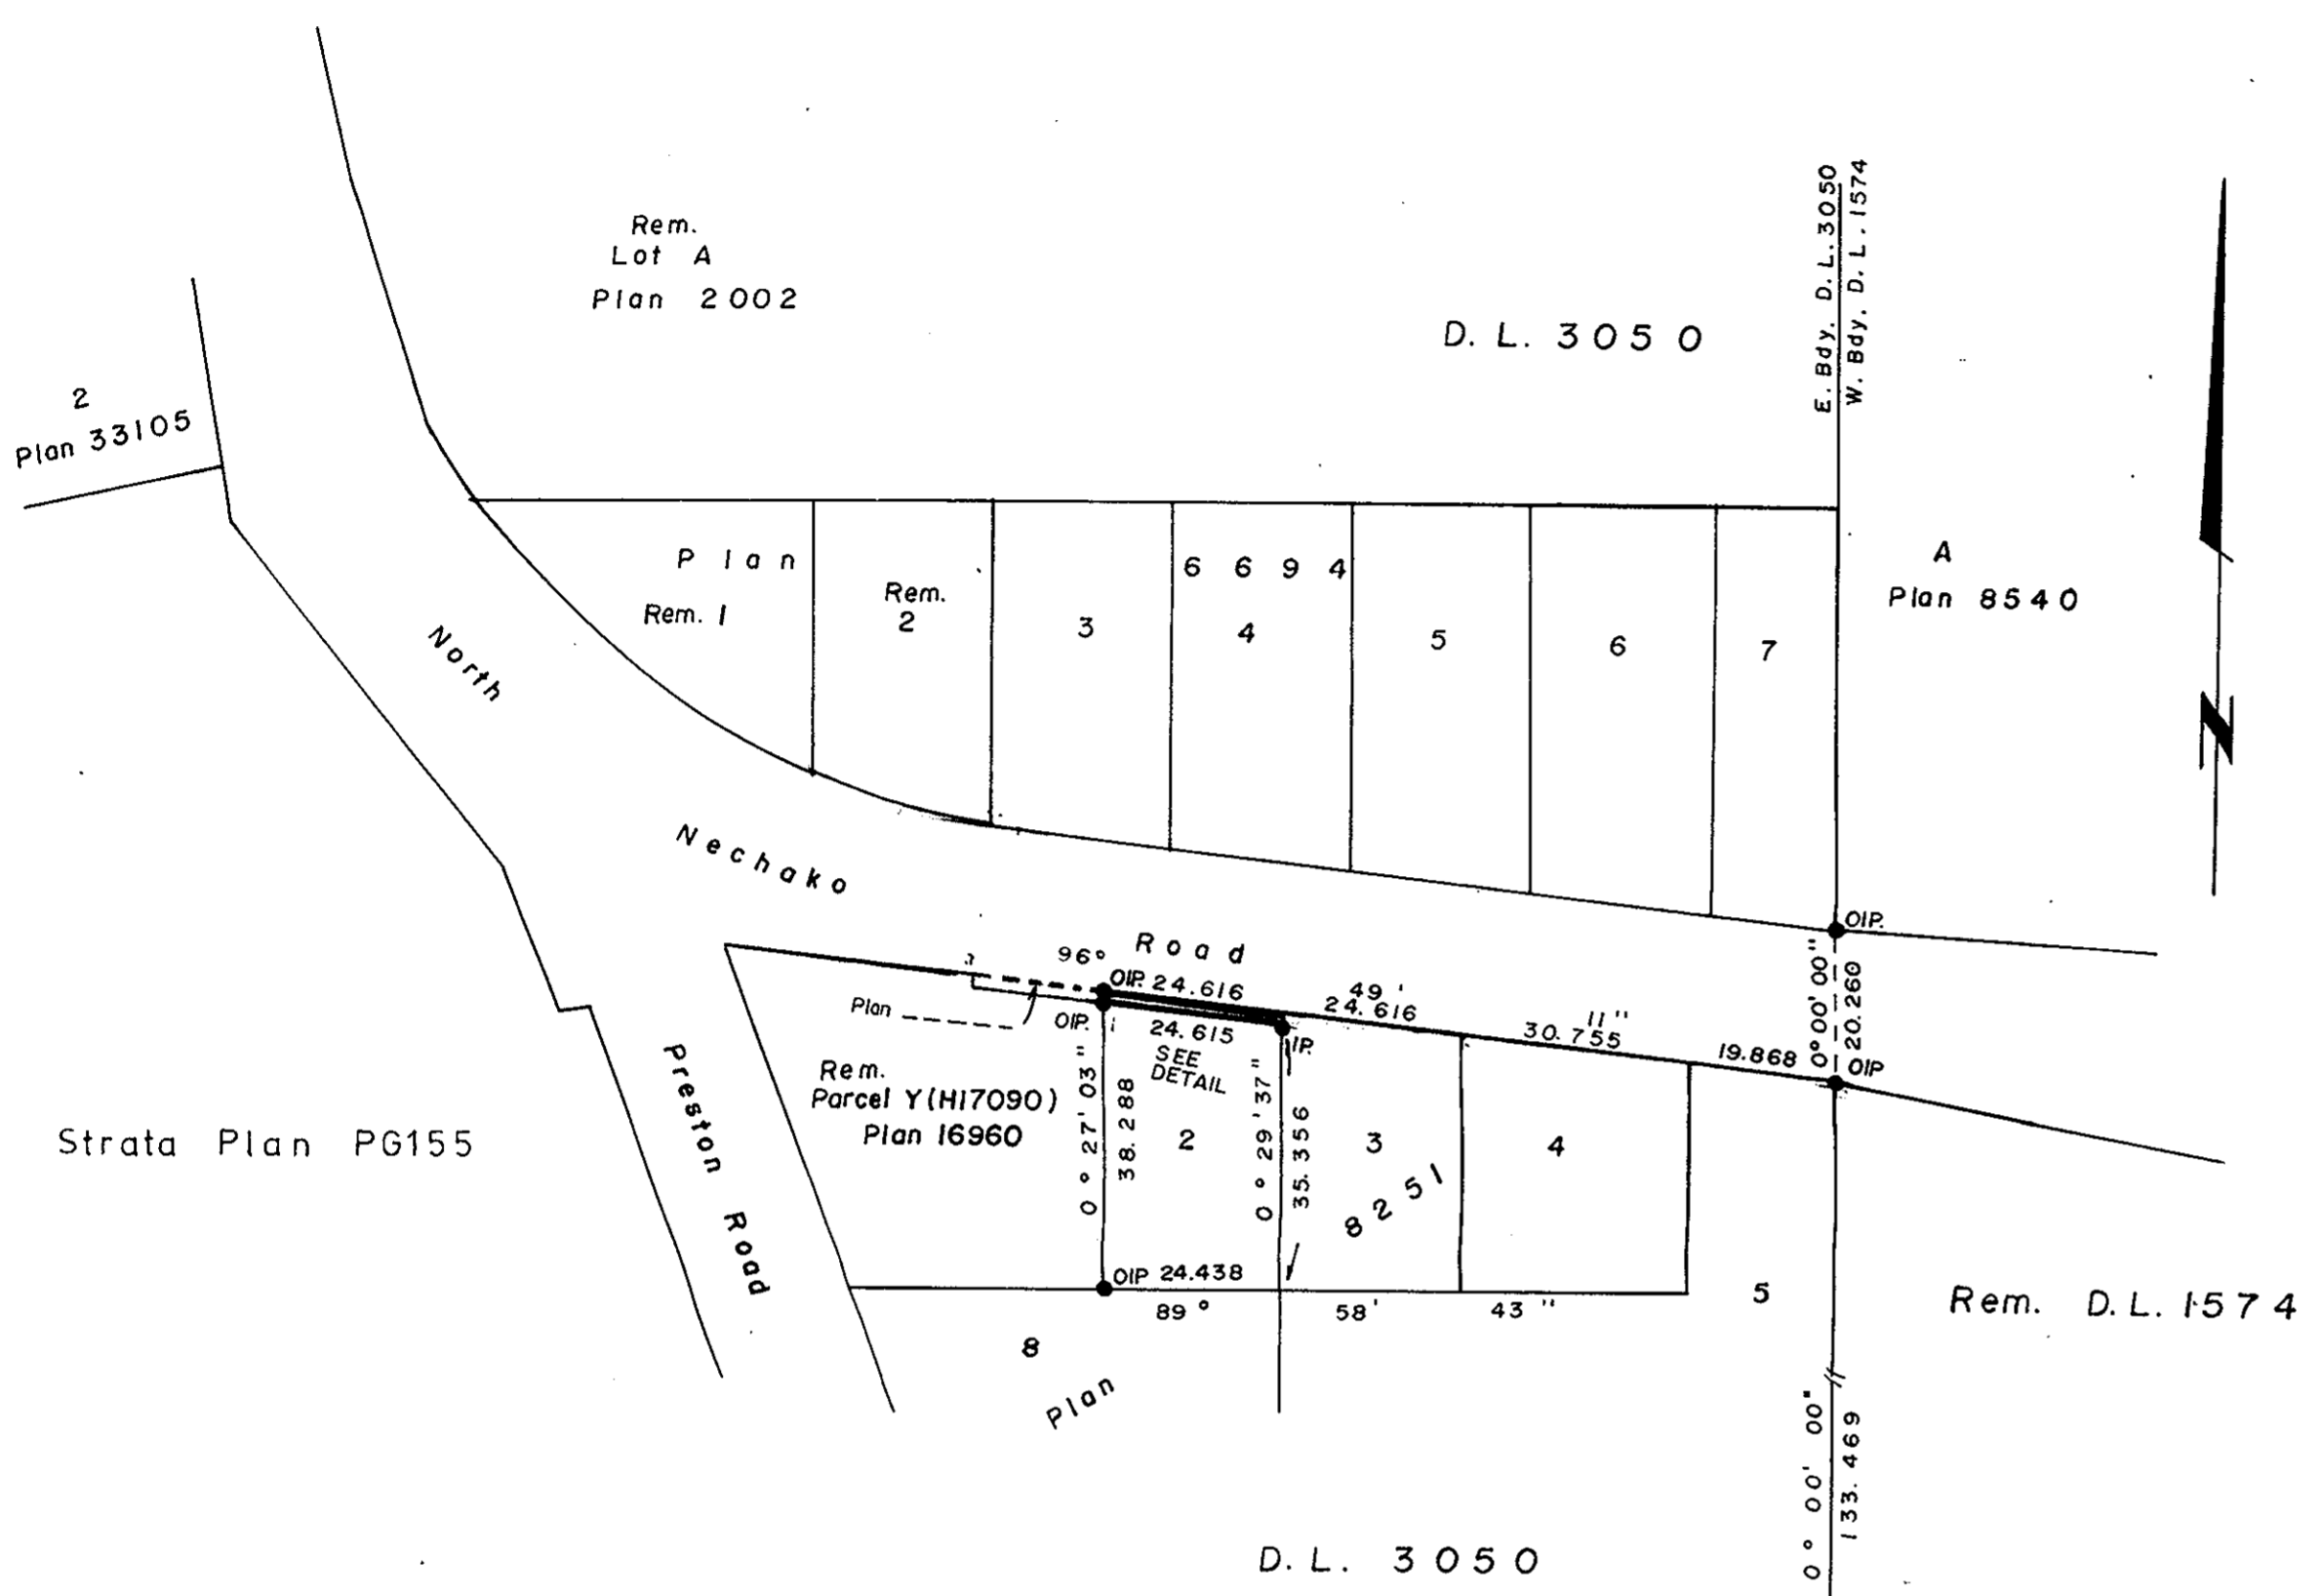 Rem.
Lot A
Plan 2002
D. L. 3050
E. Bdy. D. L. 3050
W. Bdy. D. L. 1574
2
Plan 33105
Plan 6694
Rem. 1
Rem.
2
3
4
5
6
7
A
Plan 8540
N
North Nechako Road
OIP.
96° 49' 11"
OIP. 24.616
24.616
30.755
19.868
0° 00' 00"
20.260
OIP
Plan
OIP.
24.615
SEE
DETAIL
IP.
Rem.
Parcel Y (H17090)
Plan 16960
0° 27' 03"
38.288
2
0° 29' 37"
35.356
3
4
5
Strata Plan PG155
Preston Road
OIP 24.438
89° 58' 43"
8
Plan 8251
Rem. D. L. 1574
0° 00' 00"
133.469
D. L. 3050